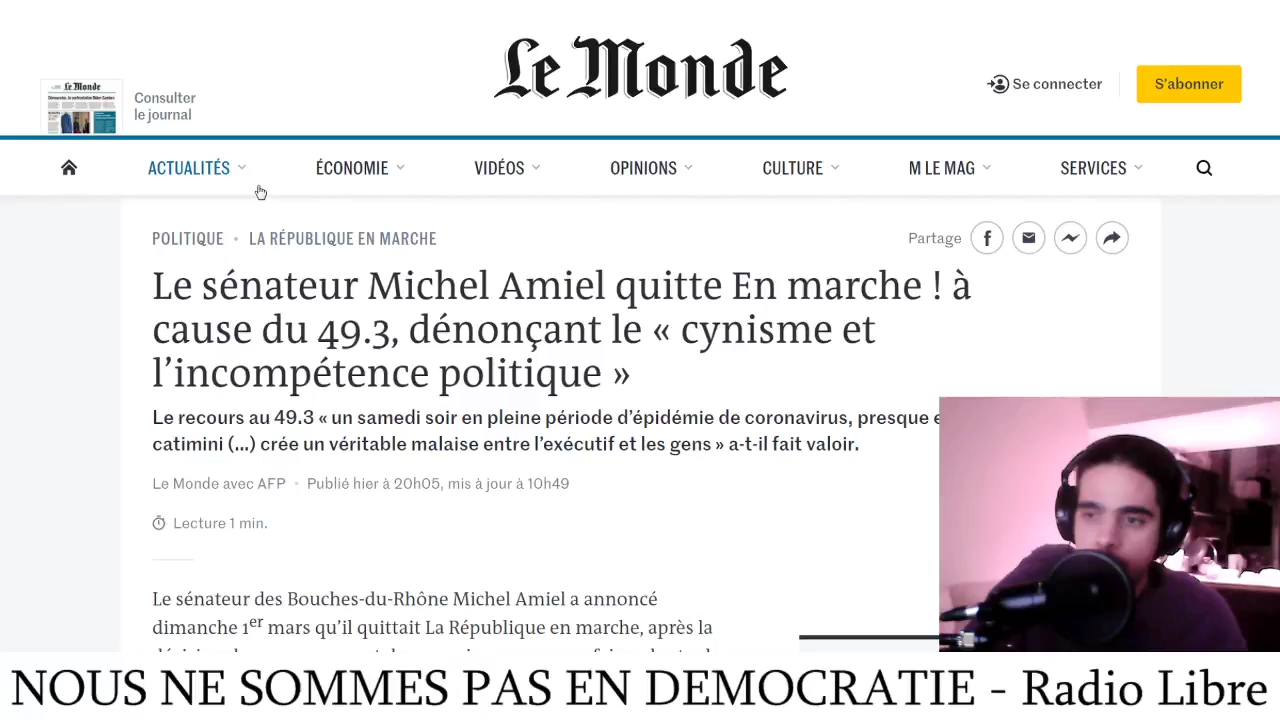 Le Monde
Le Monde
Consulter
le journal
Se connecter
S'abonner
ACTUALITÉS
ÉCONOMIE
VIDÉOS
OPINIONS
CULTURE
M LE MAG
SERVICES
POLITIQUE • LA RÉPUBLIQUE EN MARCHE
Partage
Le sénateur Michel Amiel quitte En marche ! à
cause du 49.3, dénonçant le « cynisme et
l'incompétence politique »
Le recours au 49.3 « un samedi soir en pleine période d'épidémie de coronavirus, presque
catimini (...) crée un véritable malaise entre l'exécutif et les gens » a-t-il fait valoir.
Le Monde avec AFP • Publié hier à 20h05, mis à jour à 10h49
Lecture 1 min.
Le sénateur des Bouches-du-Rhône Michel Amiel a annoncé
dimanche 1er mars qu'il quittait La République en marche, après la
NOUS NE SOMMES PAS EN DEMOCRATIE - Radio Libre